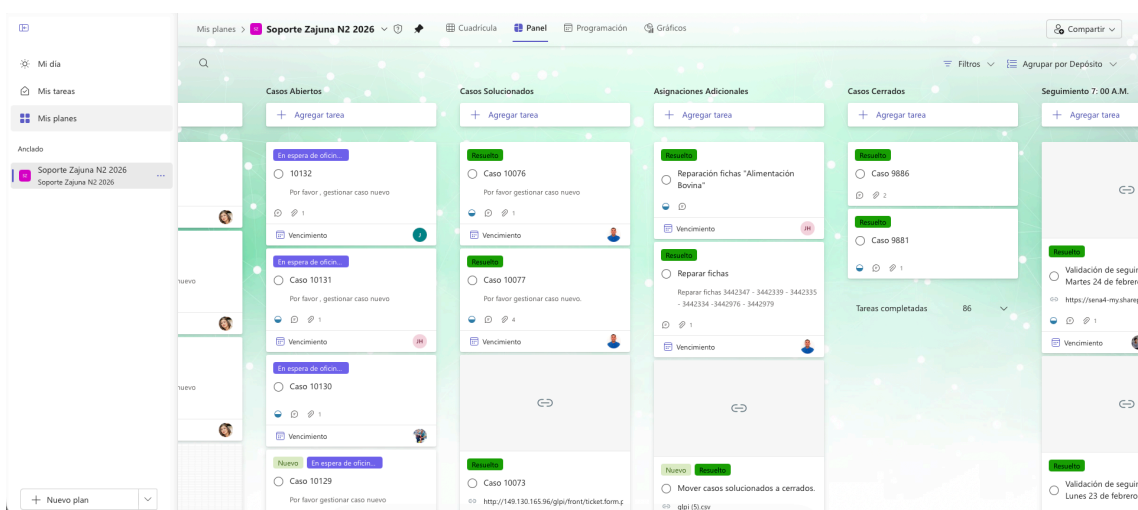 Mis planes > Soporte Zajuna N2 2026
Cuadrícula
Panel
Programación
Gráficos
Compartir
Mi día
Mis tareas
Mis planes
Anclado
Soporte Zajuna N2 2026
Soporte Zajuna N2 2026
Nuevo plan
Filtros
Agrupar por Depósito
nuevo
nuevo
Casos Abiertos
Agregar tarea
En espera de oficin...
10132
Por favor , gestionar caso nuevo
1
Vencimiento
J
En espera de oficin...
Caso 10131
Por favor , gestionar caso nuevo
1
Vencimiento
JH
En espera de oficin...
Caso 10130
1
Vencimiento
Nuevo En espera de oficin...
Caso 10129
Por favor gestionar caso nuevo
Casos Solucionados
Agregar tarea
Resuelto
Caso 10076
Por favor gestionar caso nuevo
1
Vencimiento
Resuelto
Caso 10077
Por favor gestionar caso nuevo.
4
Vencimiento
Resuelto
Caso 10073
http://149.130.165.96/glpi/front/ticket.form.p
Asignaciones Adicionales
Agregar tarea
Resuelto
Reparación fichas "Alimentación
Bovina"
Vencimiento
JH
Resuelto
Reparar fichas
Reparar fichas 3442347 - 3442339 - 3442335
- 3442334 -3442976 - 3442979
1
Vencimiento
Nuevo Resuelto
Mover casos solucionados a cerrados.
glpi (5).csv
Casos Cerrados
Agregar tarea
Resuelto
Caso 9886
2
Resuelto
Caso 9881
1
Tareas completadas 86
Seguimiento 7: 00 A.M.
Agregar tarea
Resuelto
Validación de seguir
Martes 24 de febrero
https://sena4-my.sharep
1
Vencimiento
Resuelto
Validación de seguir
Lunes 23 de febrero